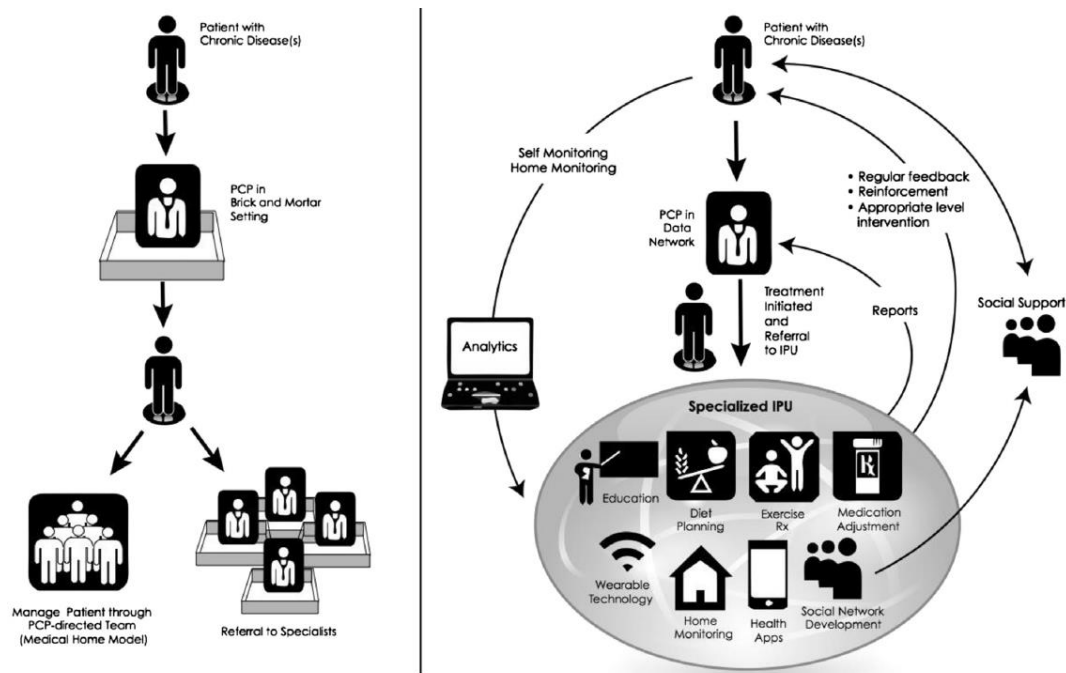 Patient with
Chronic Disease(s)
PCP in
Brick and Mortar
Setting
Manage Patient through
PCP-directed Team
(Medical Home Model)
Referral to Specialists
Patient with
Chronic Disease(s)
Self Monitoring
Home Monitoring
• Regular feedback
• Reinforcement
• Appropriate level
intervention
PCP in
Data
Network
Treatment
Initiated
and
Referral
to IPU
Reports
Social Support
Analytics
Specialized IPU
Education
Diet
Planning
Exercise
Rx
Rx
Medication
Adjustment
Wearable
Technology
Home
Monitoring
Health
Apps
Social Network
Development